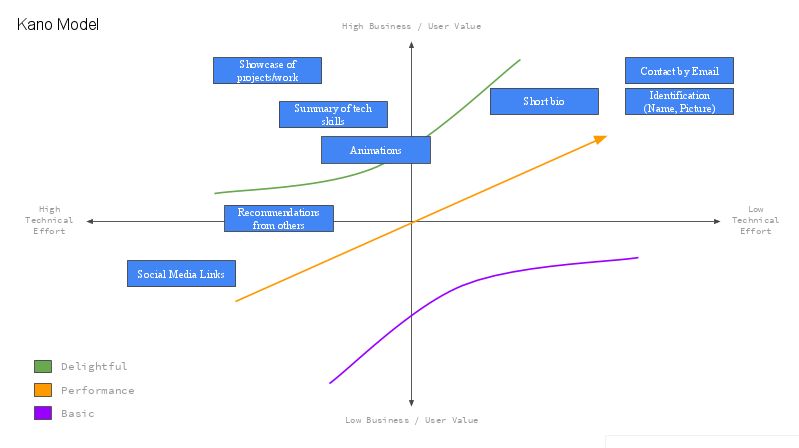 Kano Model
High Business / User Value
Showcase of
projects/work
Contact by Email
Short bio
Identification
(Name, Picture)
Summary of tech
skills
Animations
High
Technical
Effort
Recommendations
from others
Low
Technical
Effort
Social Media Links
Delightful
Performance
Basic
Low Business / User Value